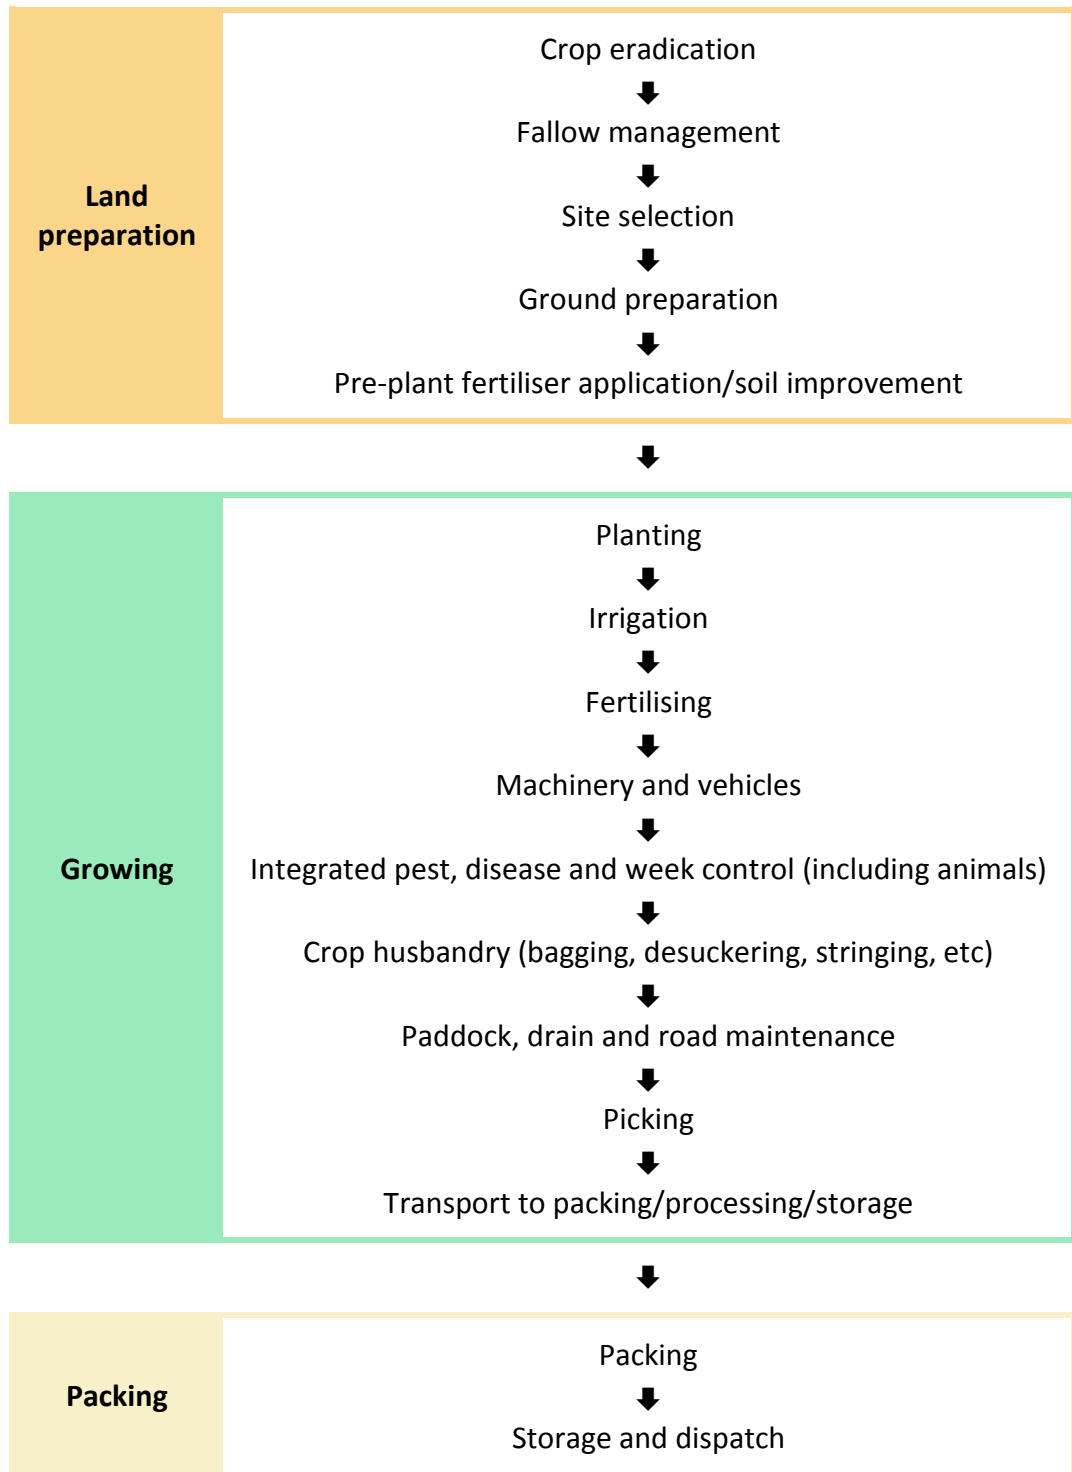 Land
preparation
Crop eradication
Fallow management
Site selection
Ground preparation
Pre-plant fertiliser application/soil improvement
Growing
Planting
Irrigation
Fertilising
Machinery and vehicles
Integrated pest, disease and week control (including animals)
Crop husbandry (bagging, desuckering, stringing, etc)
Paddock, drain and road maintenance
Picking
Transport to packing/processing/storage
Packing
Packing
Storage and dispatch